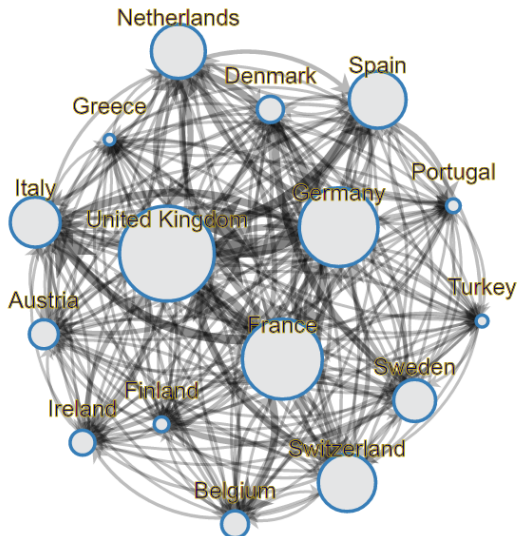 Netherlands
Spain
Denmark
Greece
Portugal
Italy
Germany
United Kingdom
Turkey
Austria
France
Sweden
Finland
Ireland
Switzerland
Belgium